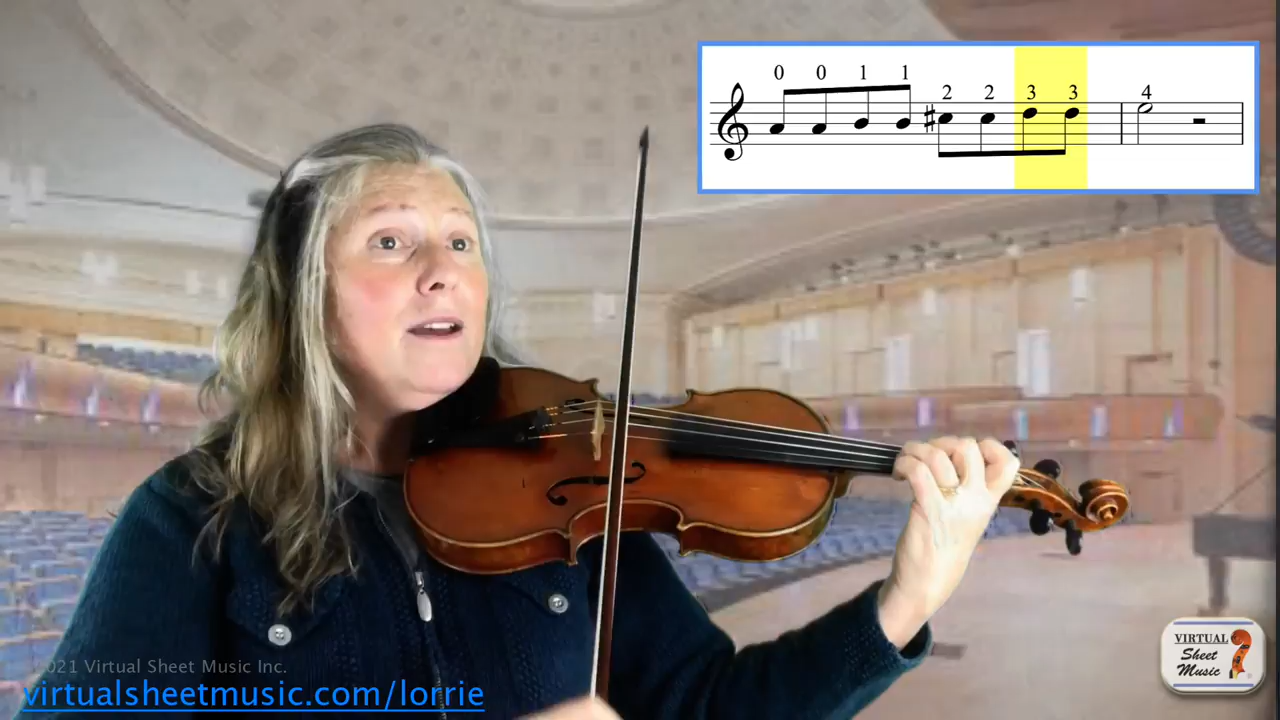 0 0 1 1
2 2 3 3 4
VIRTUAL
Sheet
Music
©2021 Virtual Sheet Music Inc.
virtualsheetmusic.com/lorrie